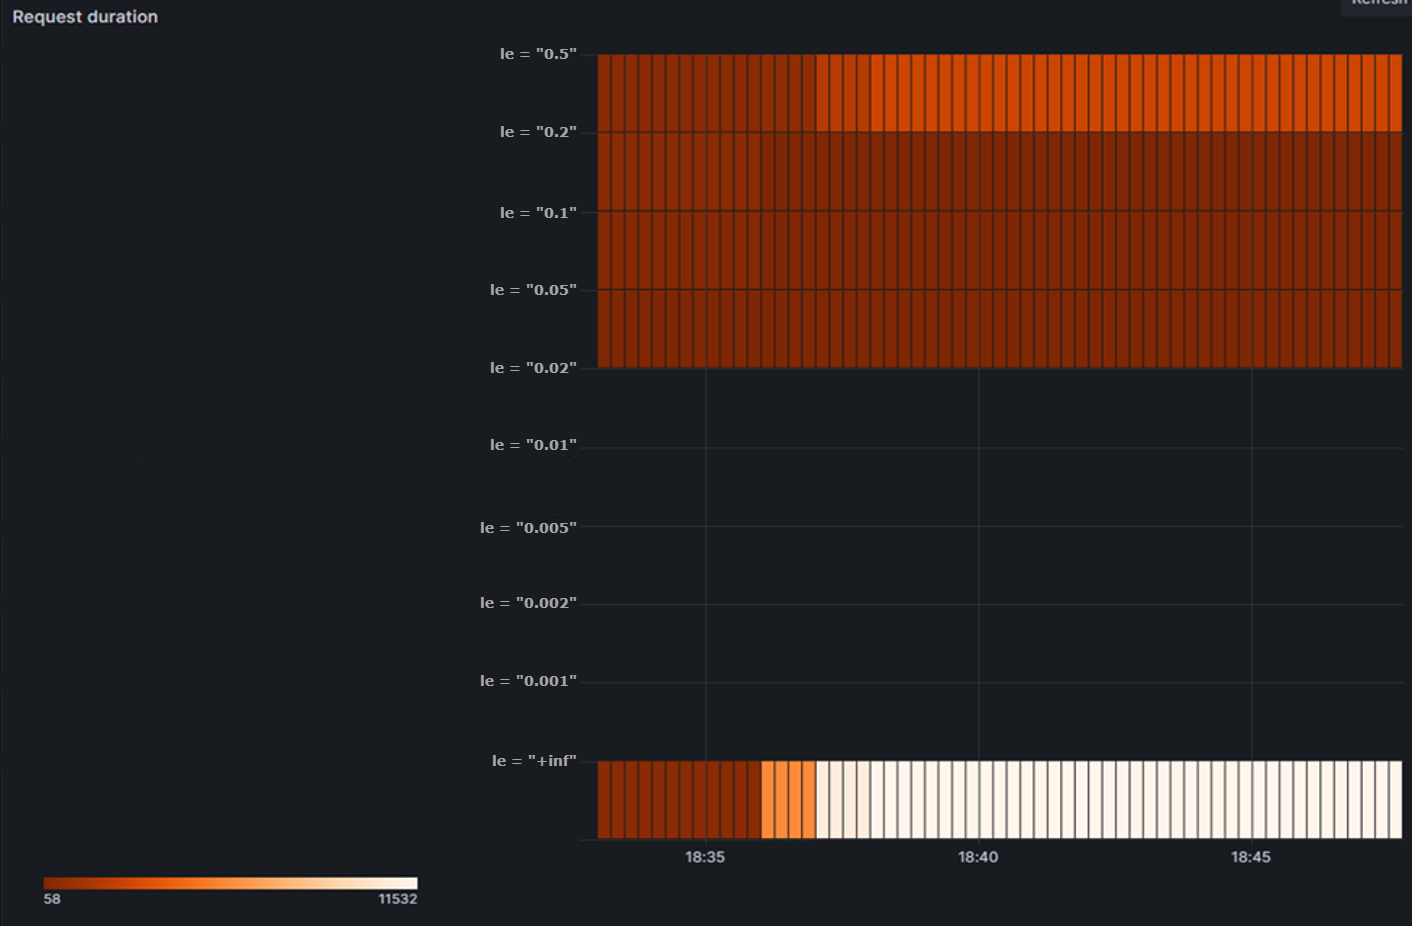 Request duration
Refresh
le = "0.5"
le = "0.2"
le = "0.1"
le = "0.05"
le = "0.02"
le = "0.01"
le = "0.005"
le = "0.002"
le = "0.001"
le = "+inf"
18:35
18:40
18:45
58
11532